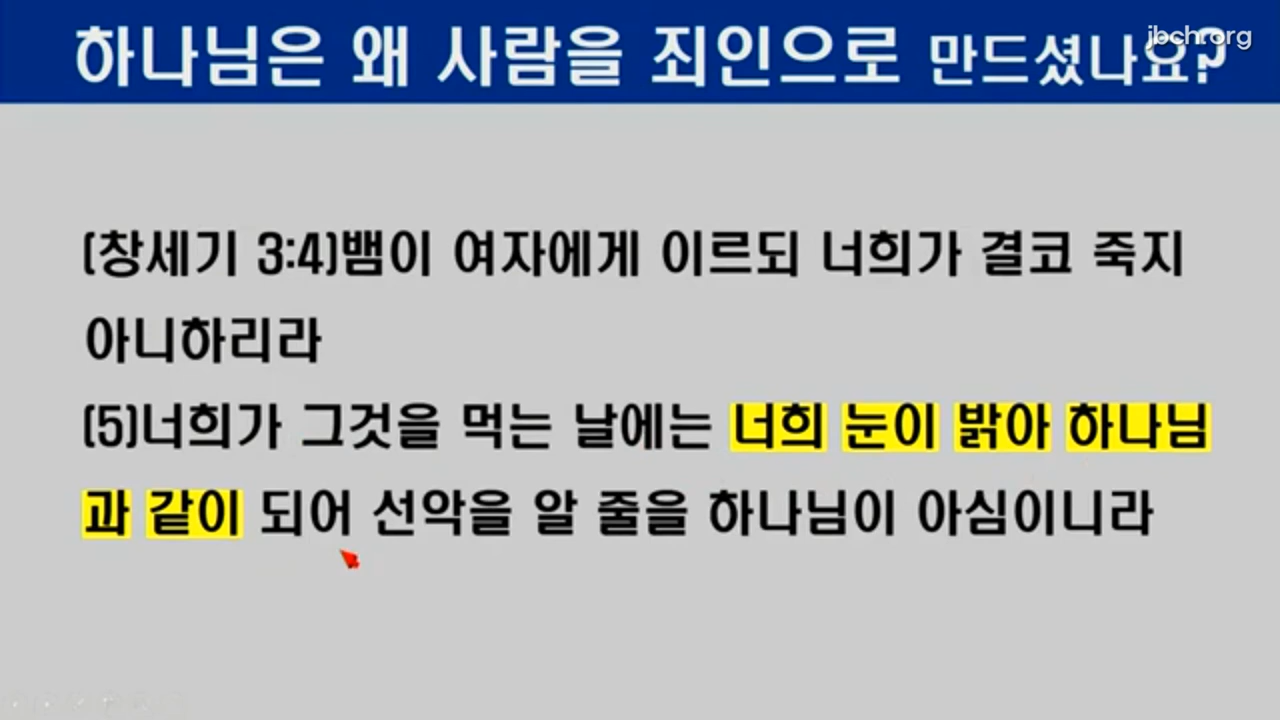 하나님은 왜 사람을 죄인으로 만드셨나요?
jbch.org
(창세기 3:4)뱀이 여자에게 이르되 너희가 결코 죽지
아니하리라
(5)너희가 그것을 먹는 날에는 너희 눈이 밝아 하나님
과 같이 되어 선악을 알 줄을 하나님이 아심이니라